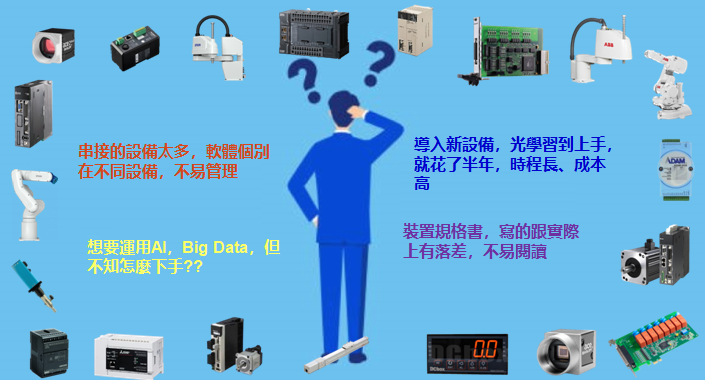 ABB
串接的設備太多，軟體個別
在不同設備，不易管理
導入新設備，光學習到上手，
就花了半年，時程長、成本
高
ADAM
想要運用AI，Big Data，但
不知怎麼下手??
裝置規格書，寫的跟實際
上有落差，不易閱讀
0.0